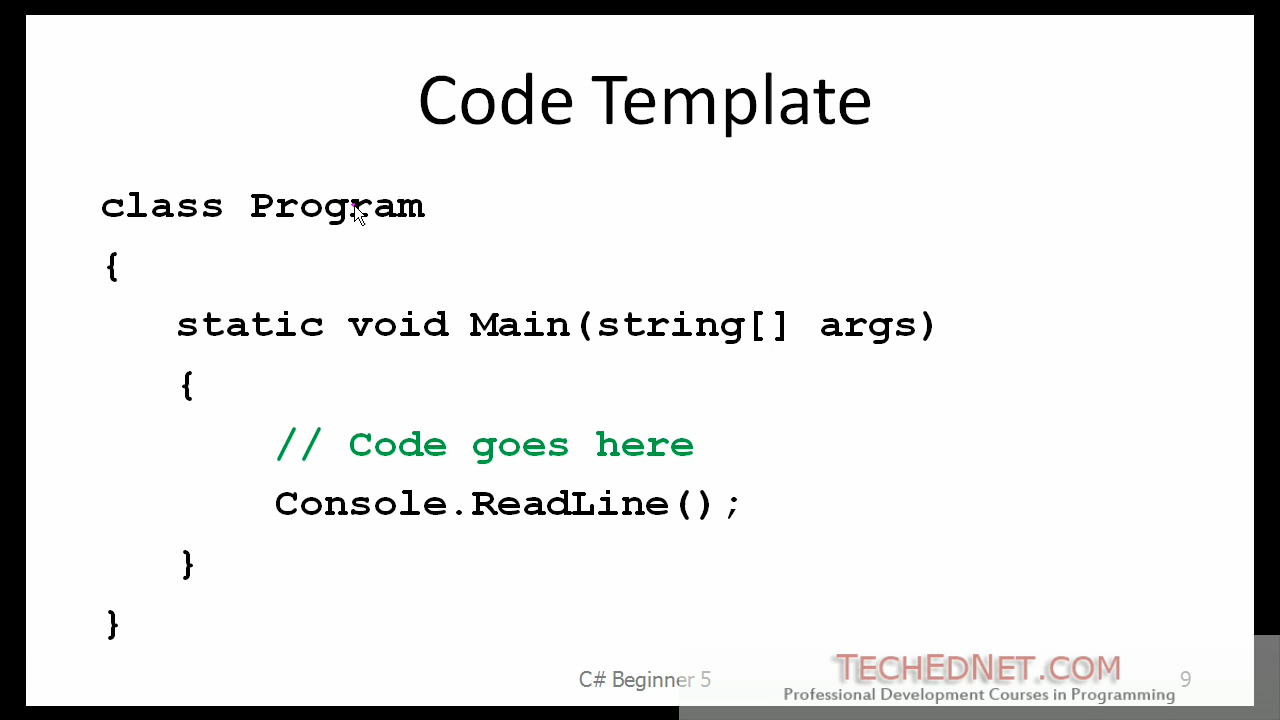 Code Template
class Program
{
static void Main(string[] args)
{
// Code goes here
Console.ReadLine();
}
}
C# Beginner 5
TECHEDNET.COM
Professional Development Courses in Programming
9